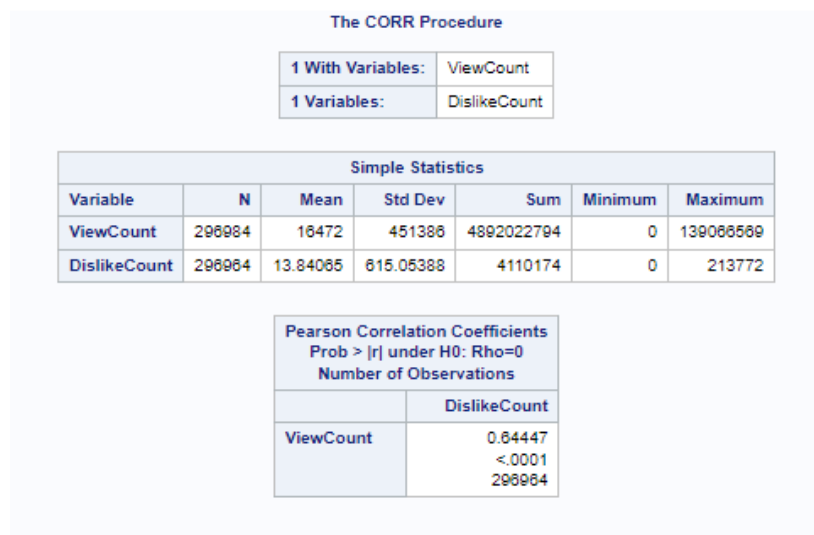 The CORR Procedure
1 With Variables: ViewCount
1 Variables: DislikeCount
Simple Statistics
Variable N Mean Std Dev Sum Minimum Maximum
ViewCount 296984 16472 451386 4892022794 0 139066569
DislikeCount 296964 13.84065 615.05388 4110174 0 213772
Pearson Correlation Coefficients
Prob > |r| under H0: Rho=0
Number of Observations
DislikeCount
ViewCount 0.64447
<.0001
296964